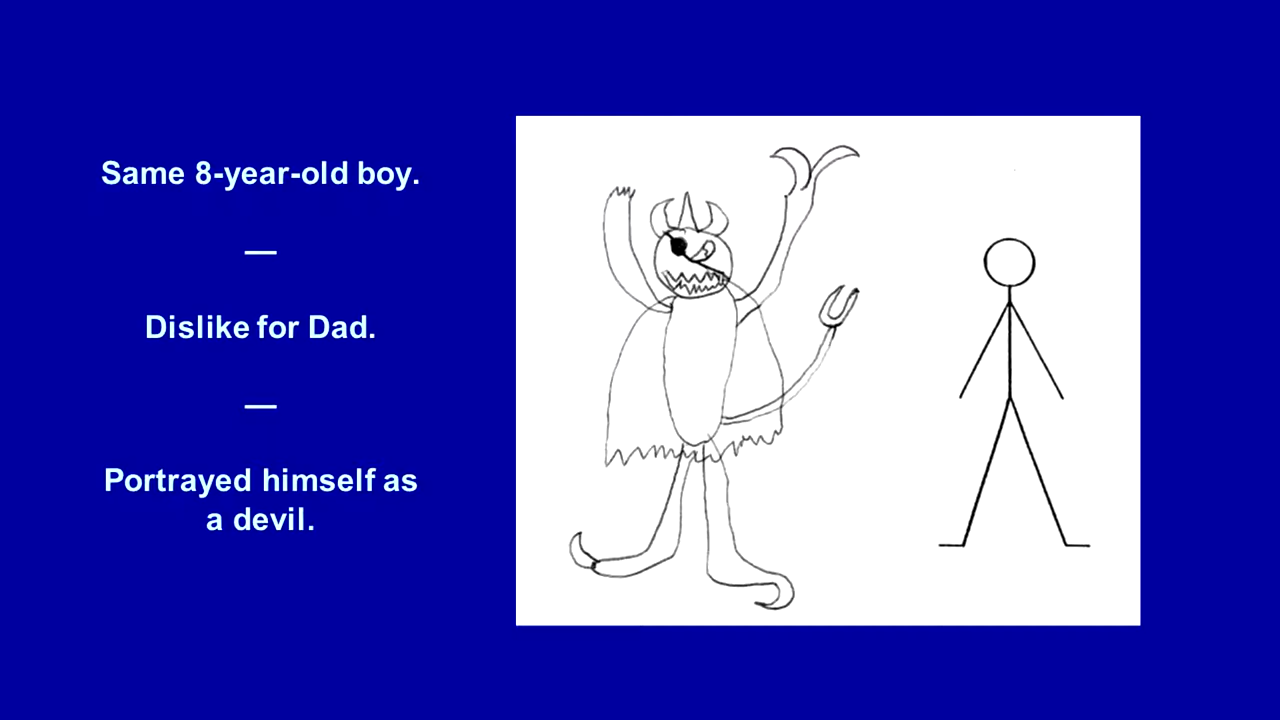 Same 8-year-old boy.
—
Dislike for Dad.
—
Portrayed himself as
a devil.